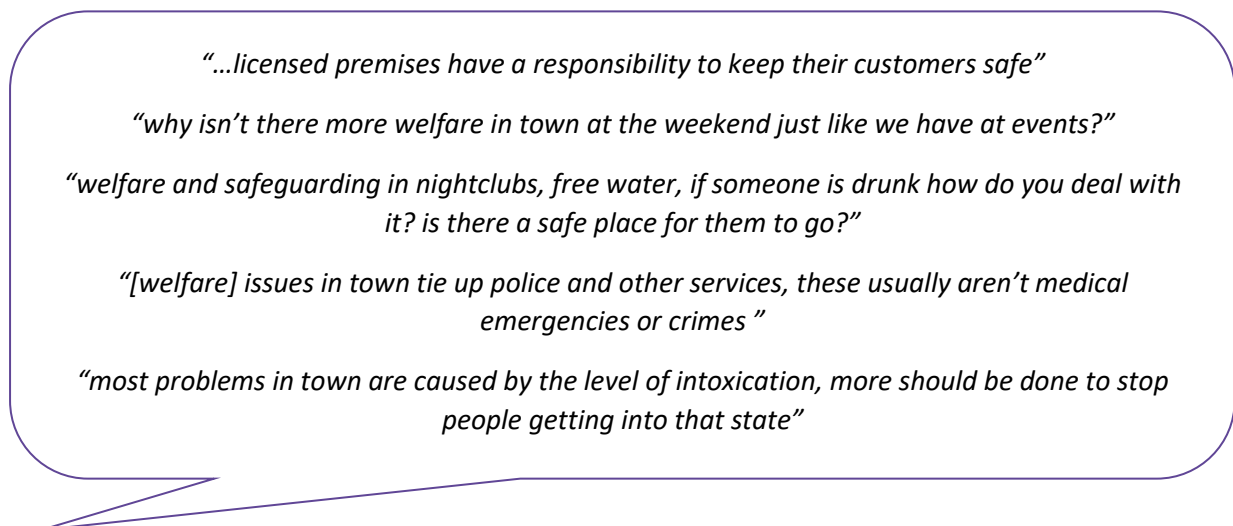 “…licensed premises have a responsibility to keep their customers safe”
“why isn’t there more welfare in town at the weekend just like we have at events?”
“welfare and safeguarding in nightclubs, free water, if someone is drunk how do you deal with
it? is there a safe place for them to go?”
“[welfare] issues in town tie up police and other services, these usually aren’t medical
emergencies or crimes ”
“most problems in town are caused by the level of intoxication, more should be done to stop
people getting into that state”